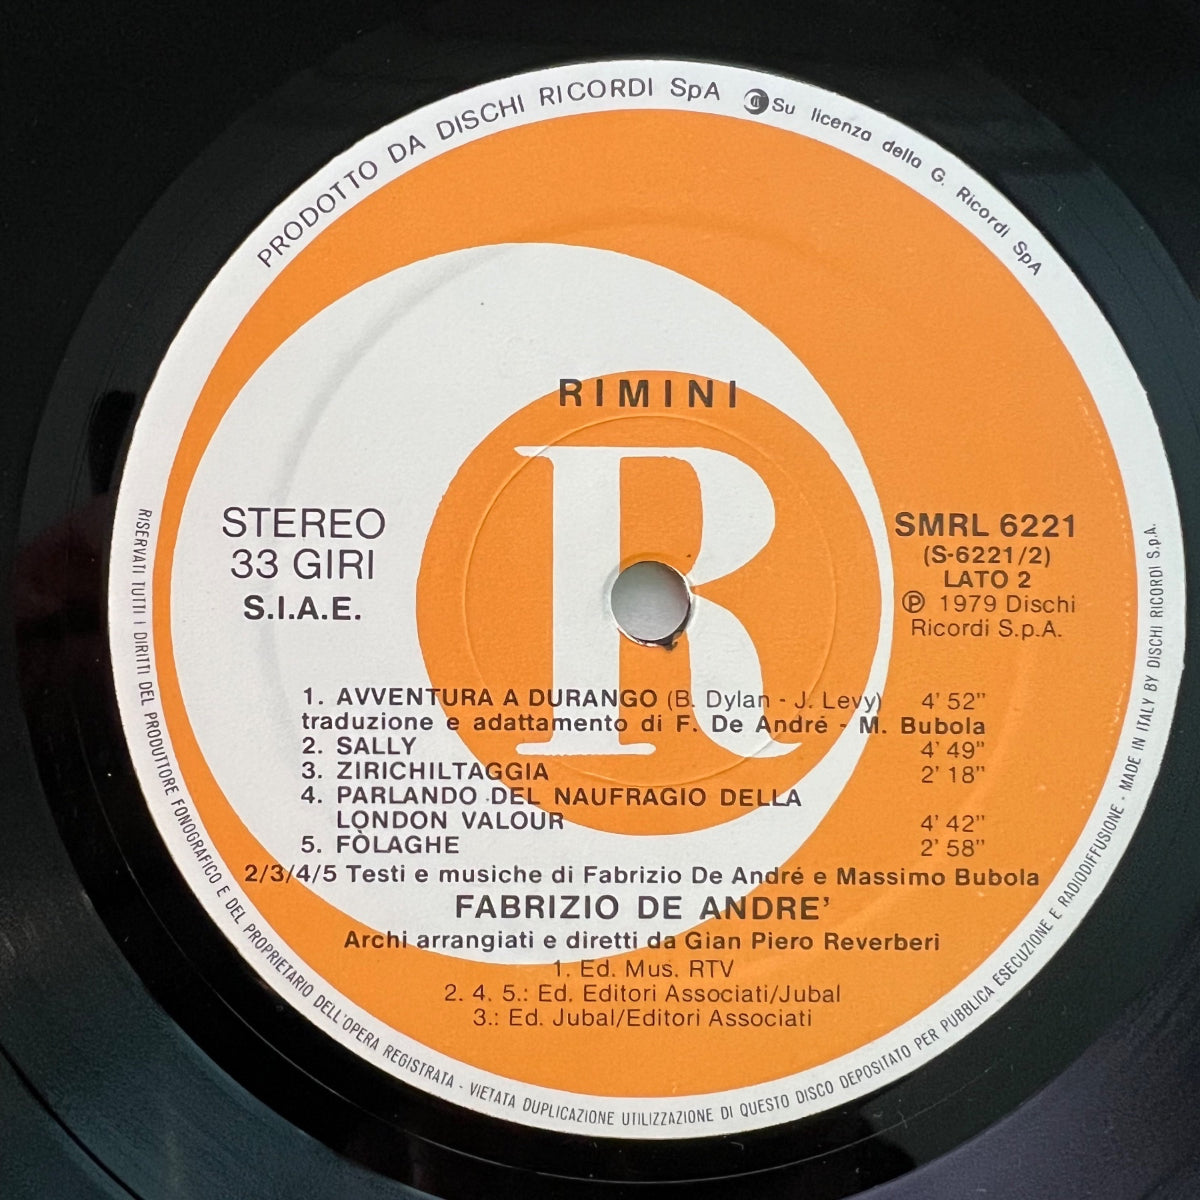 PRODOTTO DA DISCHI RICORDI SpA Su licenza della G. Ricordi SpA
RIMINI
R
STEREO
33 GIRI
S.I.A.E.
SMRL 6221
(S-6221/2)
LATO 2
℗ 1979 Dischi
Ricordi S.p.A.
1. AVVENTURA A DURANGO (B. Dylan - J. Levy) 4' 52"
traduzione e adattamento di F. De André - M. Bubola
2. SALLY 4' 49"
3. ZIRICHILTAGGIA 2' 18"
4. PARLANDO DEL NAUFRAGIO DELLA
LONDON VALOUR 4' 42"
5. FÒLAGHE 2' 58"
2/3/4/5 Testi e musiche di Fabrizio De André e Massimo Bubola
FABRIZIO DE ANDRE'
Archi arrangiati e diretti da Gian Piero Reverberi
1. Ed. Mus. RTV
2. 4. 5.: Ed. Editori Associati/Jubal
3.: Ed. Jubal/Editori Associati
RISERVATI TUTTI I DIRITTI DEL PRODUTTORE FONOGRAFICO E DEL PROPRIETARIO DELL'OPERA REGISTRATA - VIETATA DUPLICAZIONE UTILIZZAZIONE DI QUESTO DISCO DEPOSITATO PER PUBBLICA ESECUZIONE E RADIODIFFUSIONE - MADE IN ITALY BY DISCHI RICORDI S.p.A.